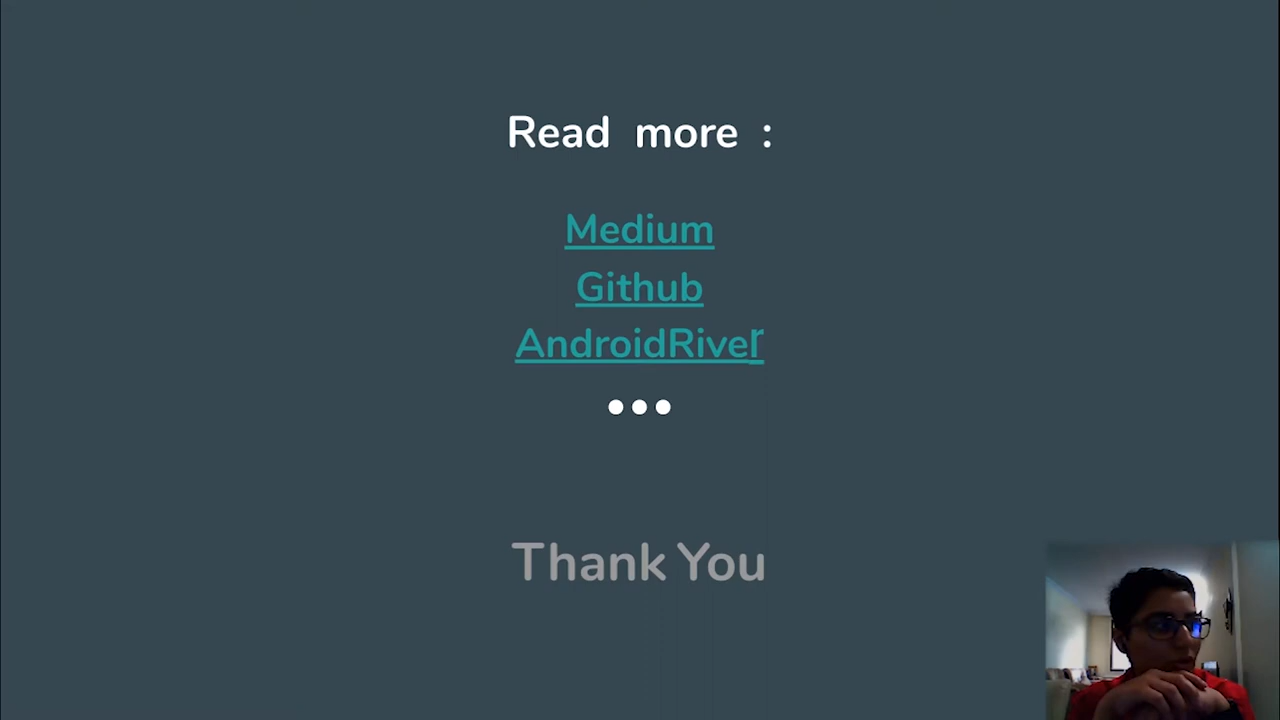 Read more :
Medium
Github
AndroidRiver
•••
Thank You